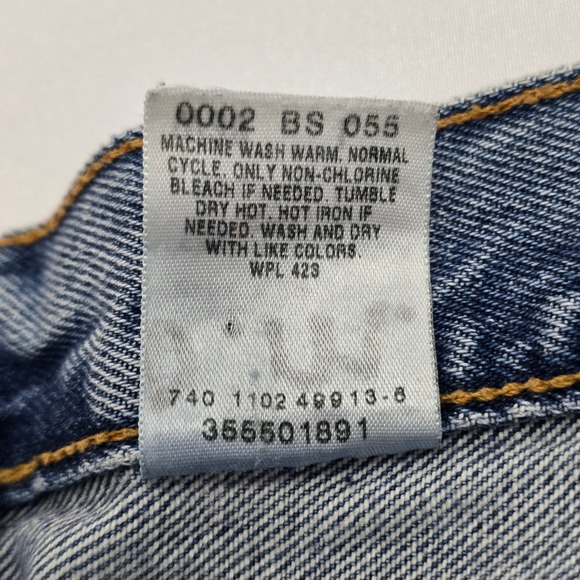 0002 BS 055
MACHINE WASH WARM, NORMAL
CYCLE, ONLY NON-CHLORINE
BLEACH IF NEEDED. TUMBLE
DRY HOT. HOT IRON IF
NEEDED. WASH AND DRY
WITH LIKE COLORS.
WPL 423
740 1102 49913-6
355501891